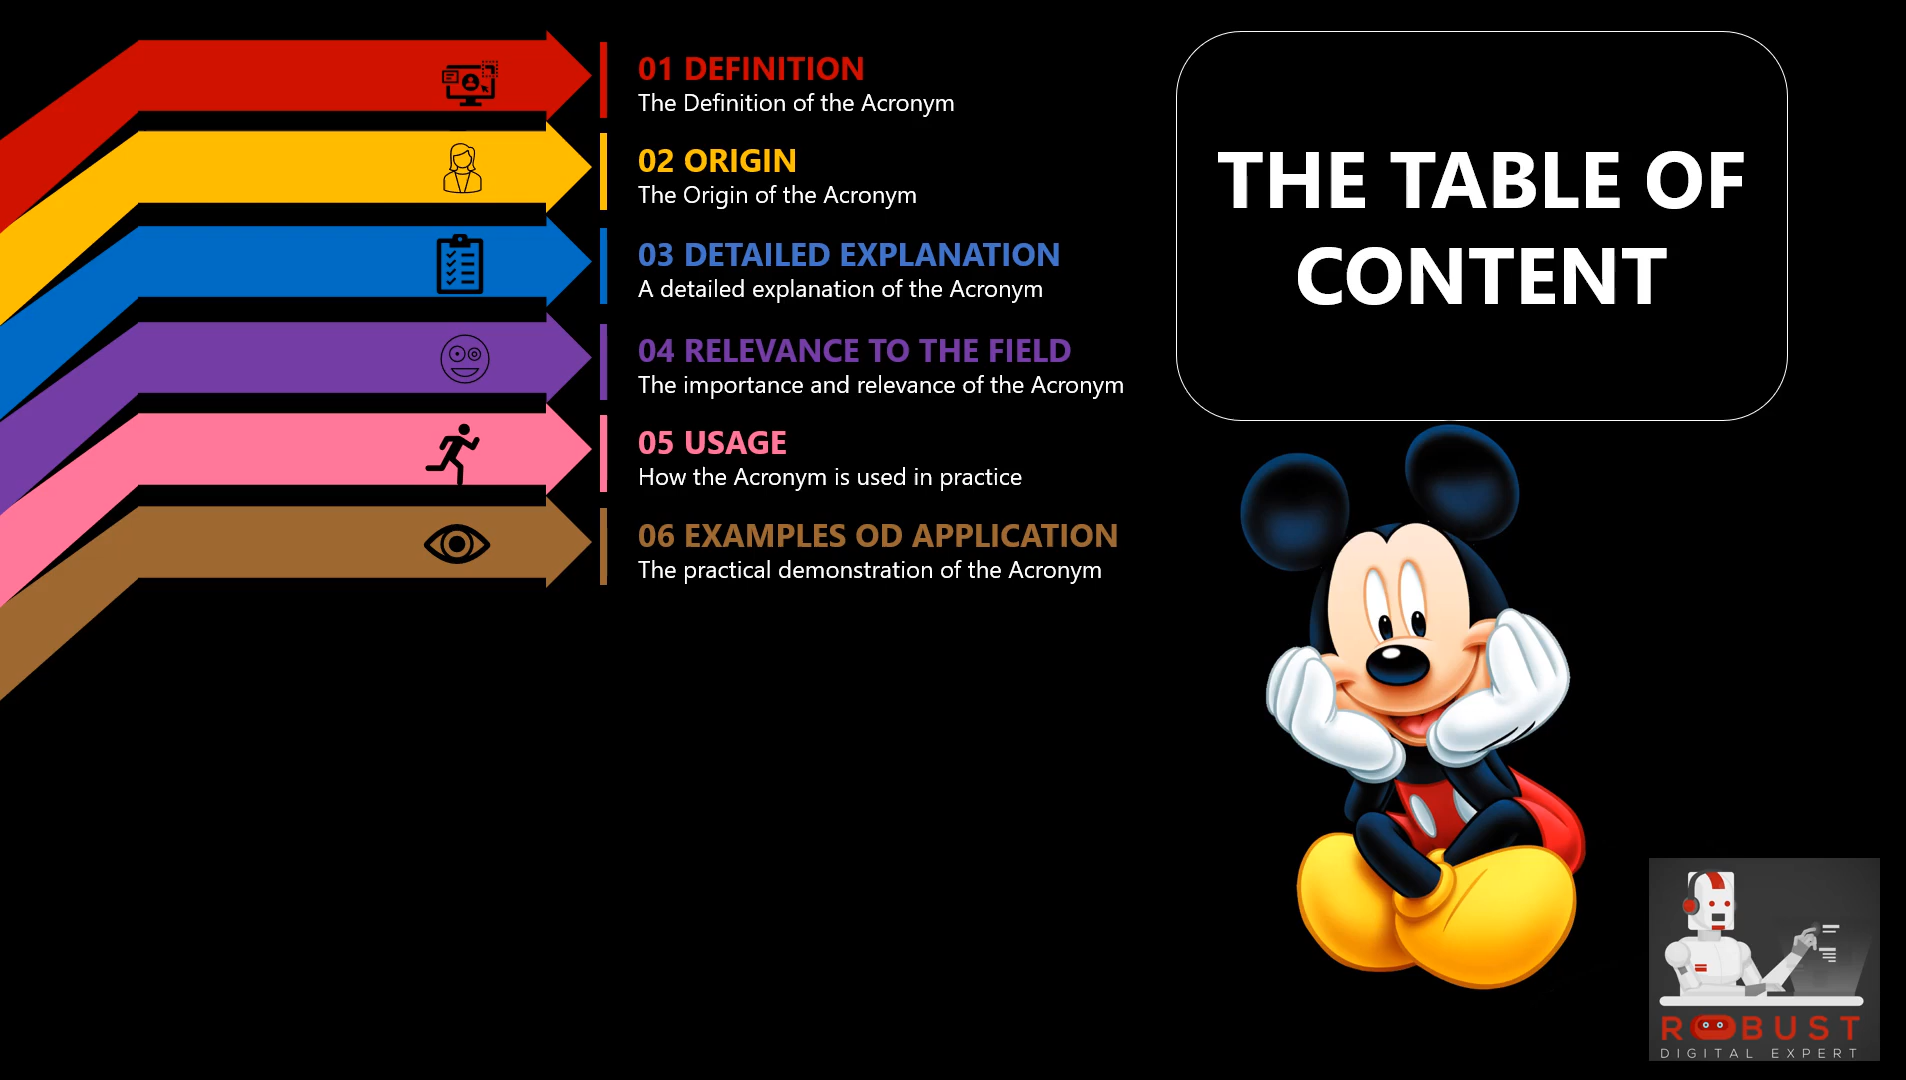 01 DEFINITION
The Definition of the Acronym
02 ORIGIN
The Origin of the Acronym
03 DETAILED EXPLANATION
A detailed explanation of the Acronym
04 RELEVANCE TO THE FIELD
The importance and relevance of the Acronym
05 USAGE
How the Acronym is used in practice
06 EXAMPLES OD APPLICATION
The practical demonstration of the Acronym
THE TABLE OF
CONTENT
ROBUST
DIGITAL EXPERT